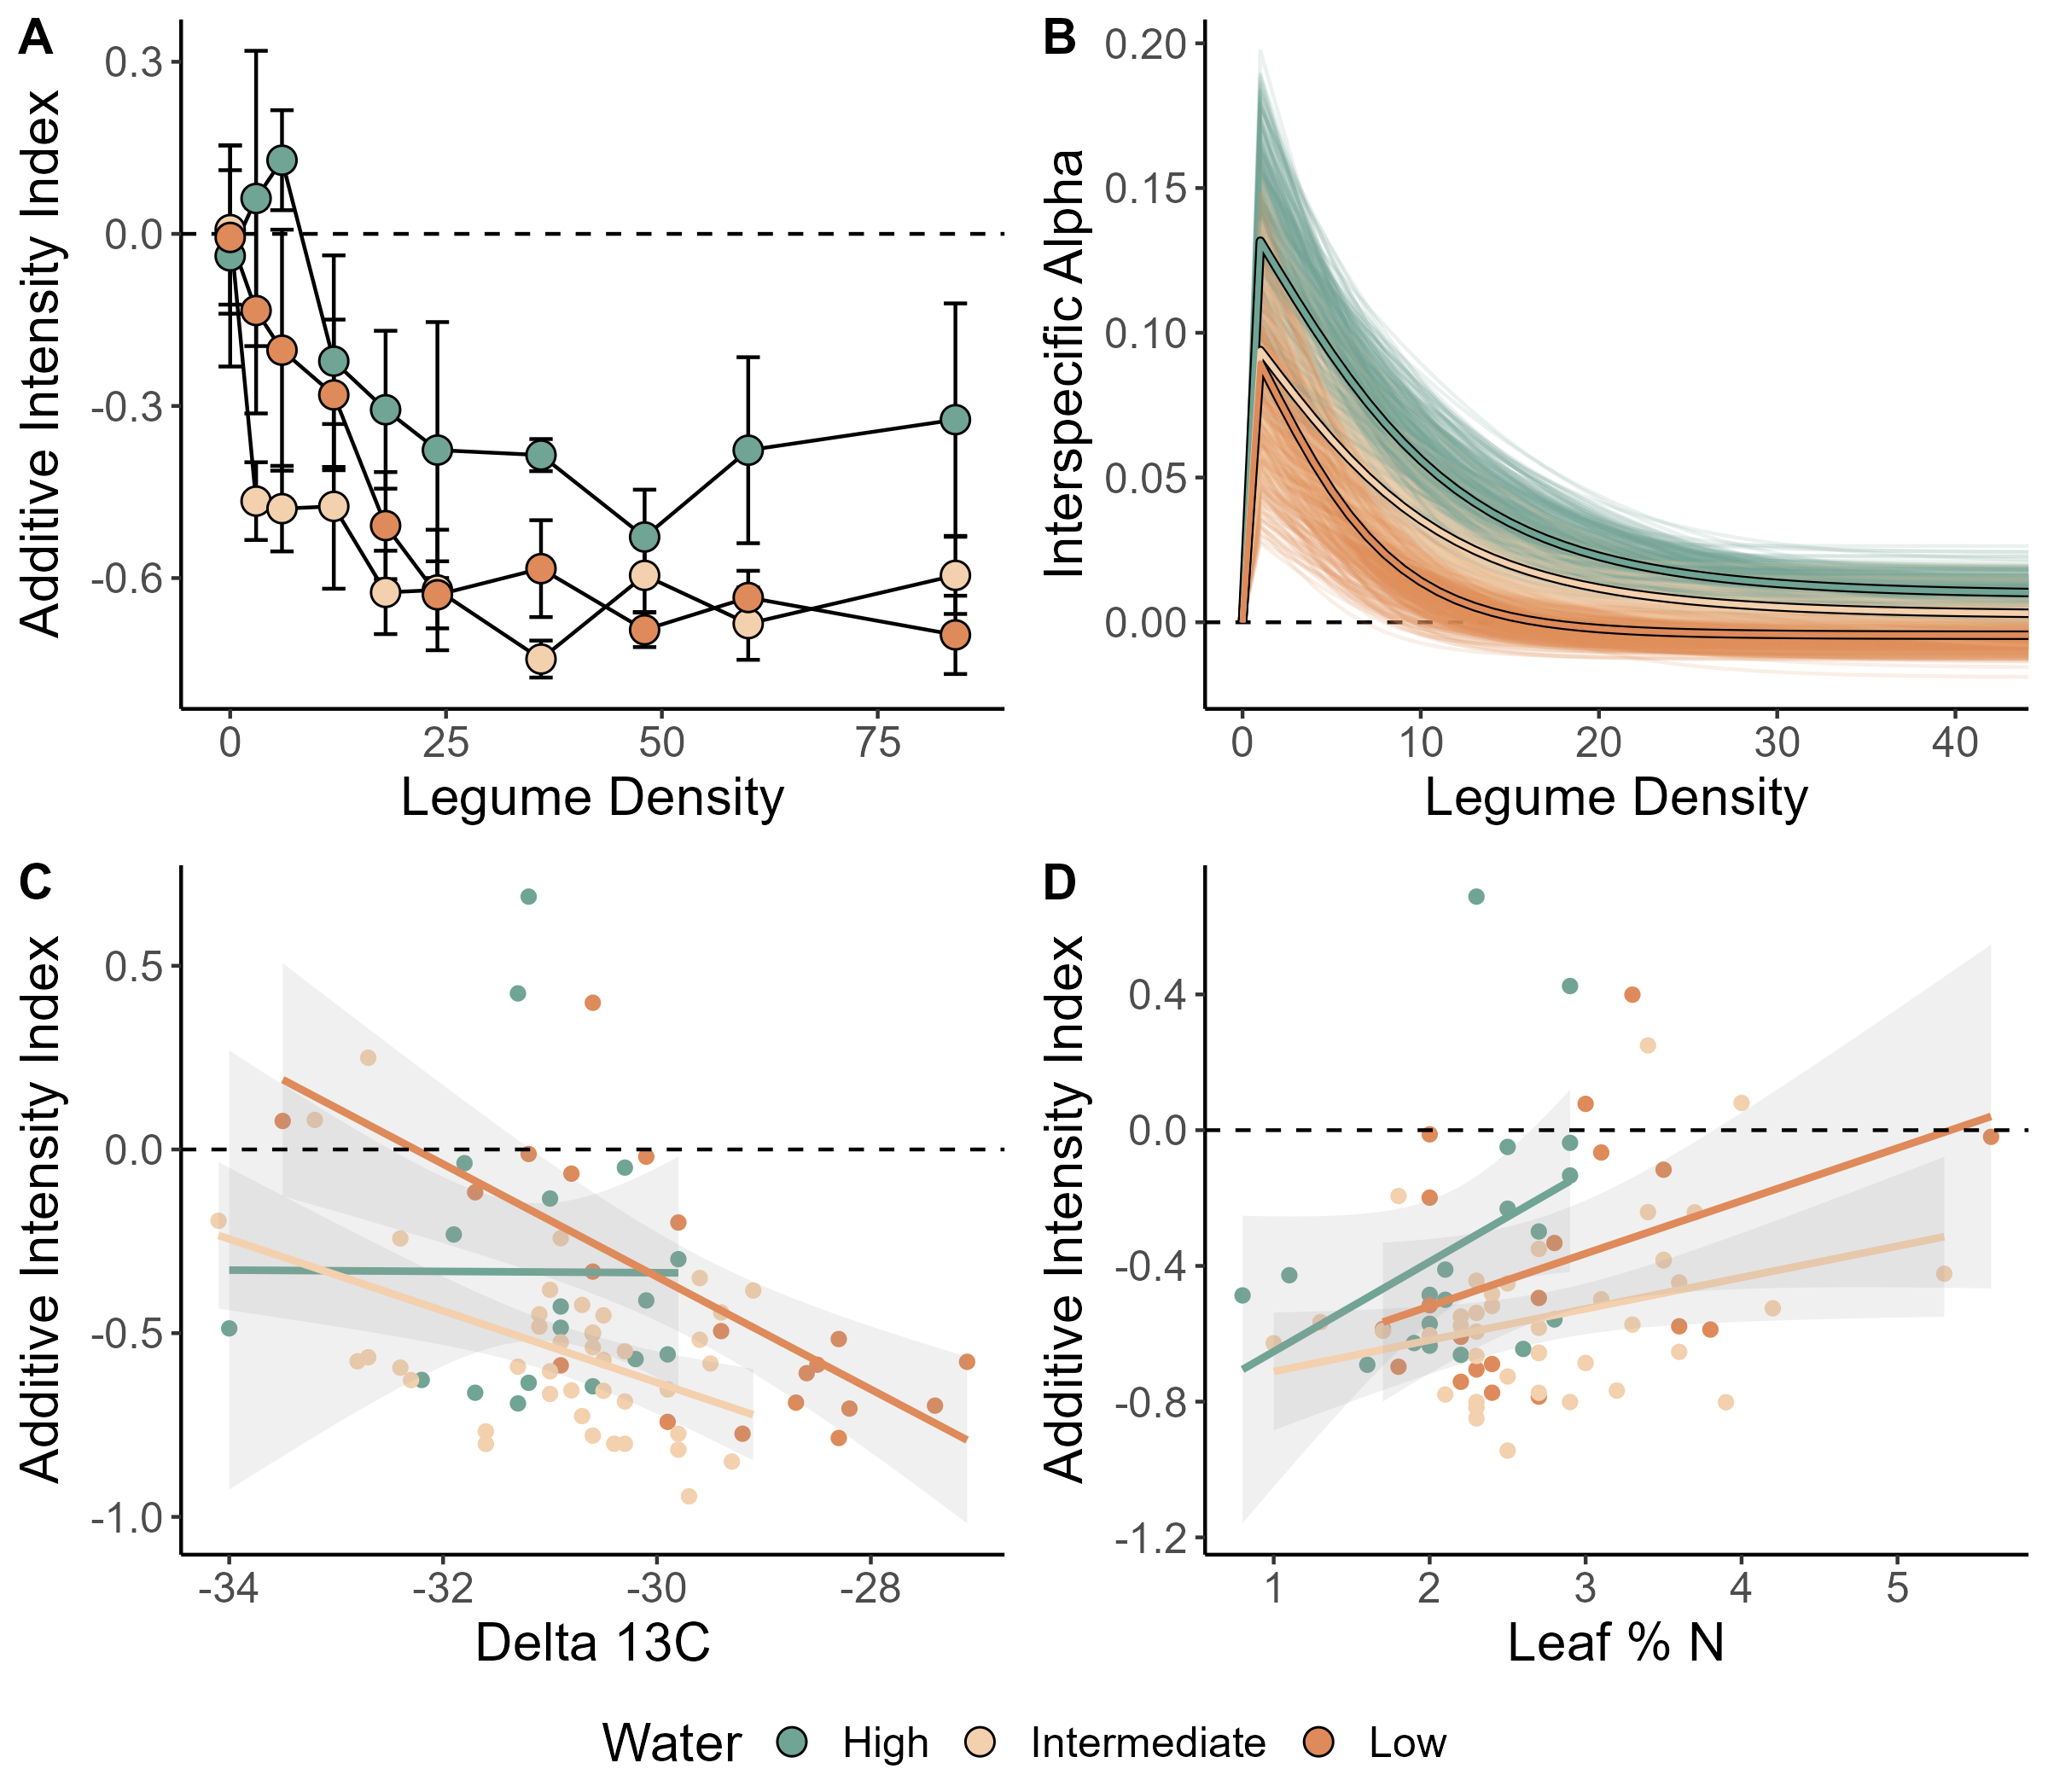 A
Additive Intensity Index
0.3
0.0
-0.3
-0.6
0 25 50 75
Legume Density
B
Interspecific Alpha
0.20
0.15
0.10
0.05
0.00
0 10 20 30 40
Legume Density
C
Additive Intensity Index
0.5
0.0
-0.5
-1.0
-34 -32 -30 -28
Delta 13C
D
Additive Intensity Index
0.4
0.0
-0.4
-0.8
-1.2
1 2 3 4 5
Leaf % N
Water High Intermediate Low